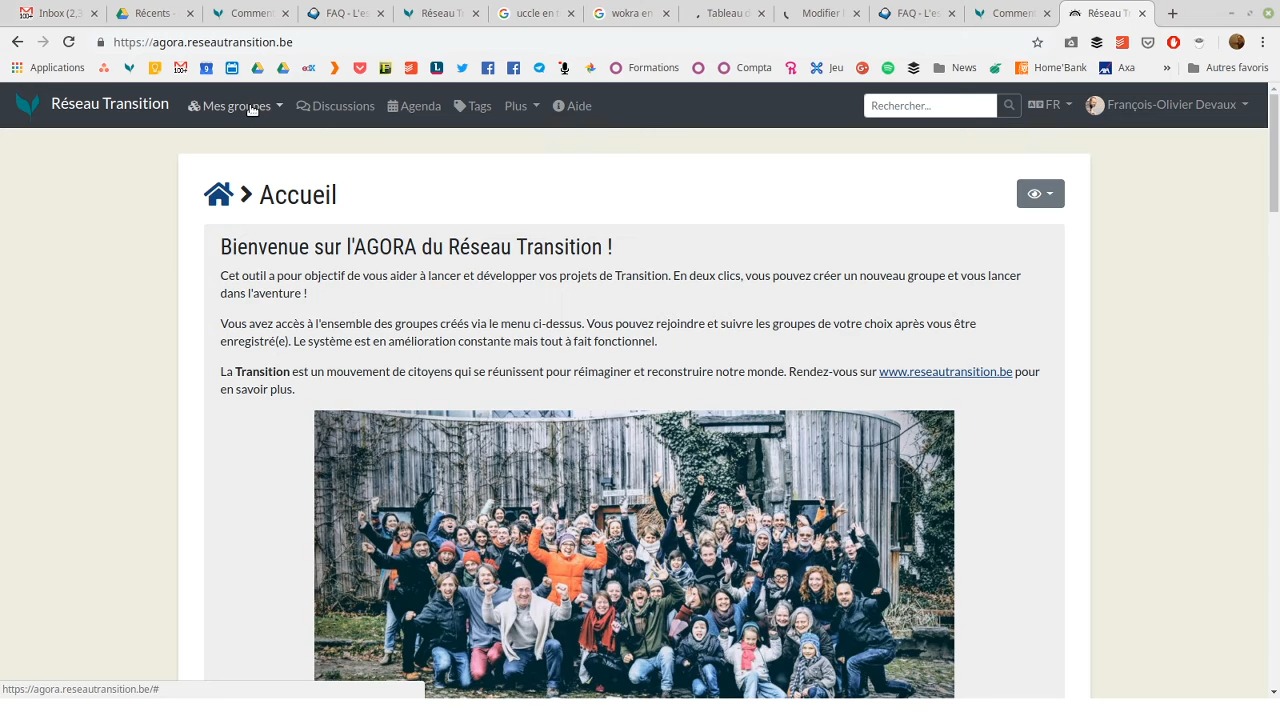 Inbox (2,3 Récents - Comment FAQ - L'es Réseau T uccle en t wokra en Tableau d Modifier l FAQ - L'es Comment Réseau T
https://agora.reseautransition.be
Applications Formations Compta Jeu News Home'Bank Axa » Autres favoris
Réseau Transition Mes groupes Discussions Agenda Tags Plus Aide Rechercher... FR François-Olivier Devaux
Accueil
Bienvenue sur l'AGORA du Réseau Transition !
Cet outil a pour objectif de vous aider à lancer et développer vos projets de Transition. En deux clics, vous pouvez créer un nouveau groupe et vous lancer
dans l'aventure !
Vous avez accès à l'ensemble des groupes créés via le menu ci-dessus. Vous pouvez rejoindre et suivre les groupes de votre choix après vous être
enregistré(e). Le système est en amélioration constante mais tout à fait fonctionnel.
La Transition est un mouvement de citoyens qui se réunissent pour réimaginer et reconstruire notre monde. Rendez-vous sur www.reseautransition.be pour
en savoir plus.
https://agora.reseautransition.be/#